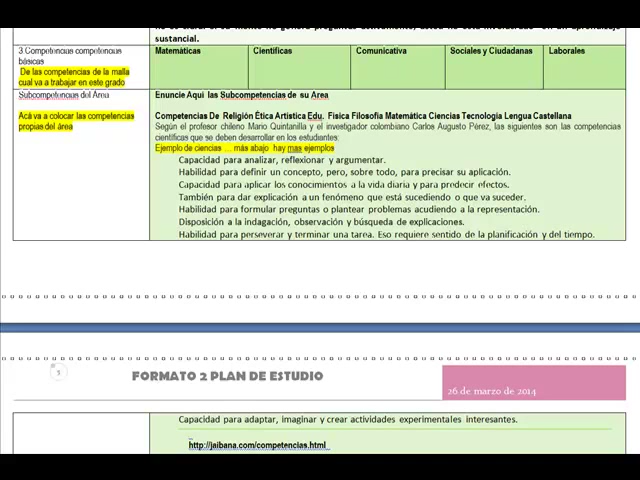 sustancial.
3 Competencias competencias básicas
De las competencias de la malla cual va a trabajar en este grado
Matemáticas
Científicas
Comunicativa
Sociales y Ciudadanas
Laborales
Subcompetencias del Área
Acá va a colocar las competencias propias del área
Enuncie Aquí las Subcompetencias de su Area
Competencias De Religión Ética Artística Edu. Física Filosofía Matemática Ciencias Tecnología Lengua Castellana
Según el profesor chileno Mario Quintanilla y el investigador colombiano Carlos Augusto Pérez, las siguientes son las competencias
científicas que se deben desarrollar en los estudiantes:
Ejemplo de ciencias ... más abajo hay mas ejemplos
Capacidad para analizar, reflexionar y argumentar.
Habilidad para definir un concepto, pero, sobre todo, para precisar su aplicación.
Capacidad para aplicar los conocimientos a la vida diaria y para predecir efectos.
También para dar explicación a un fenómeno que está sucediendo o que va suceder.
Habilidad para formular preguntas o plantear problemas acudiendo a la representación.
Disposición a la indagación, observación y búsqueda de explicaciones.
Habilidad para perseverar y terminar una tarea. Eso requiere sentido de la planificación y del tiempo.
3
FORMATO 2 PLAN DE ESTUDIO
26 de marzo de 2014
Capacidad para adaptar, imaginar y crear actividades experimentales interesantes.
http://jaibana.com/competencias.html